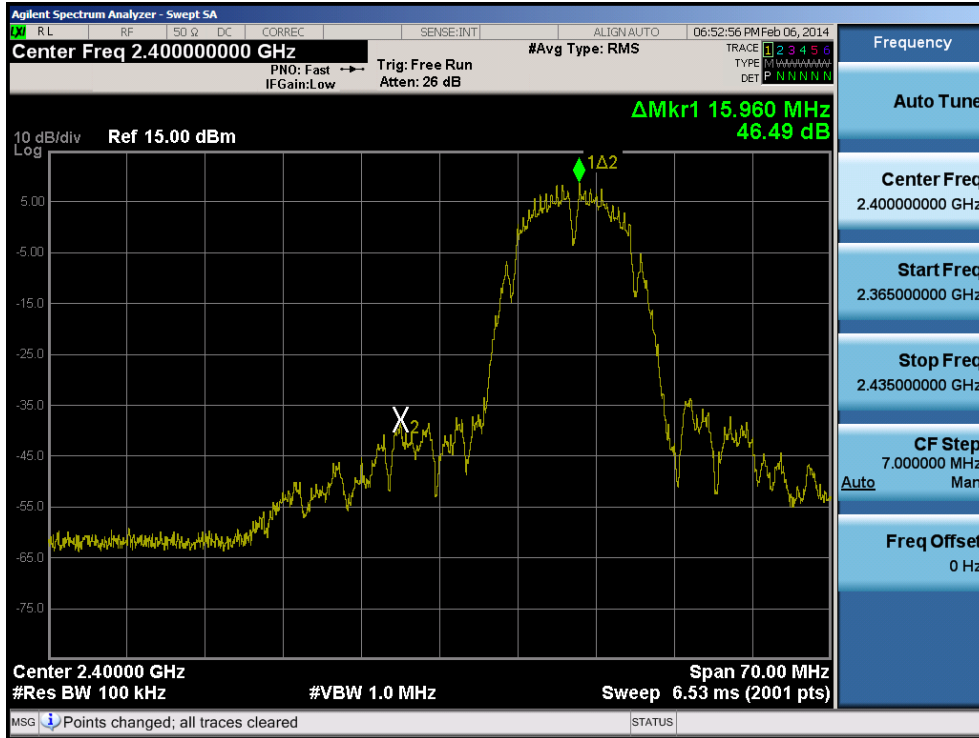 Agilent Spectrum Analyzer - Swept SA
LXI RL RF 50 Ω DC CORREC SENSE:INT ALIGNAUTO 06:52:56 PM Feb 06, 2014
Center Freq 2.400000000 GHz
PNO: Fast
IFGain:Low
Trig: Free Run
Atten: 26 dB
#Avg Type: RMS
TRACE 1 2 3 4 5 6
TYPE M WWWWW
DET P N N N N N
ΔMkr1 15.960 MHz
46.49 dB
10 dB/div
Log
Ref 15.00 dBm
1Δ2
5.00
-5.00
-15.0
-25.0
-35.0
X2
-45.0
-55.0
-65.0
-75.0
Center 2.40000 GHz
Span 70.00 MHz
#Res BW 100 kHz
#VBW 1.0 MHz
Sweep 6.53 ms (2001 pts)
MSG
Points changed; all traces cleared
STATUS
Frequency
Auto Tune
Center Freq
2.400000000 GHz
Start Freq
2.365000000 GHz
Stop Freq
2.435000000 GHz
CF Step
7.000000 MHz
Auto Man
Freq Offset
0 Hz